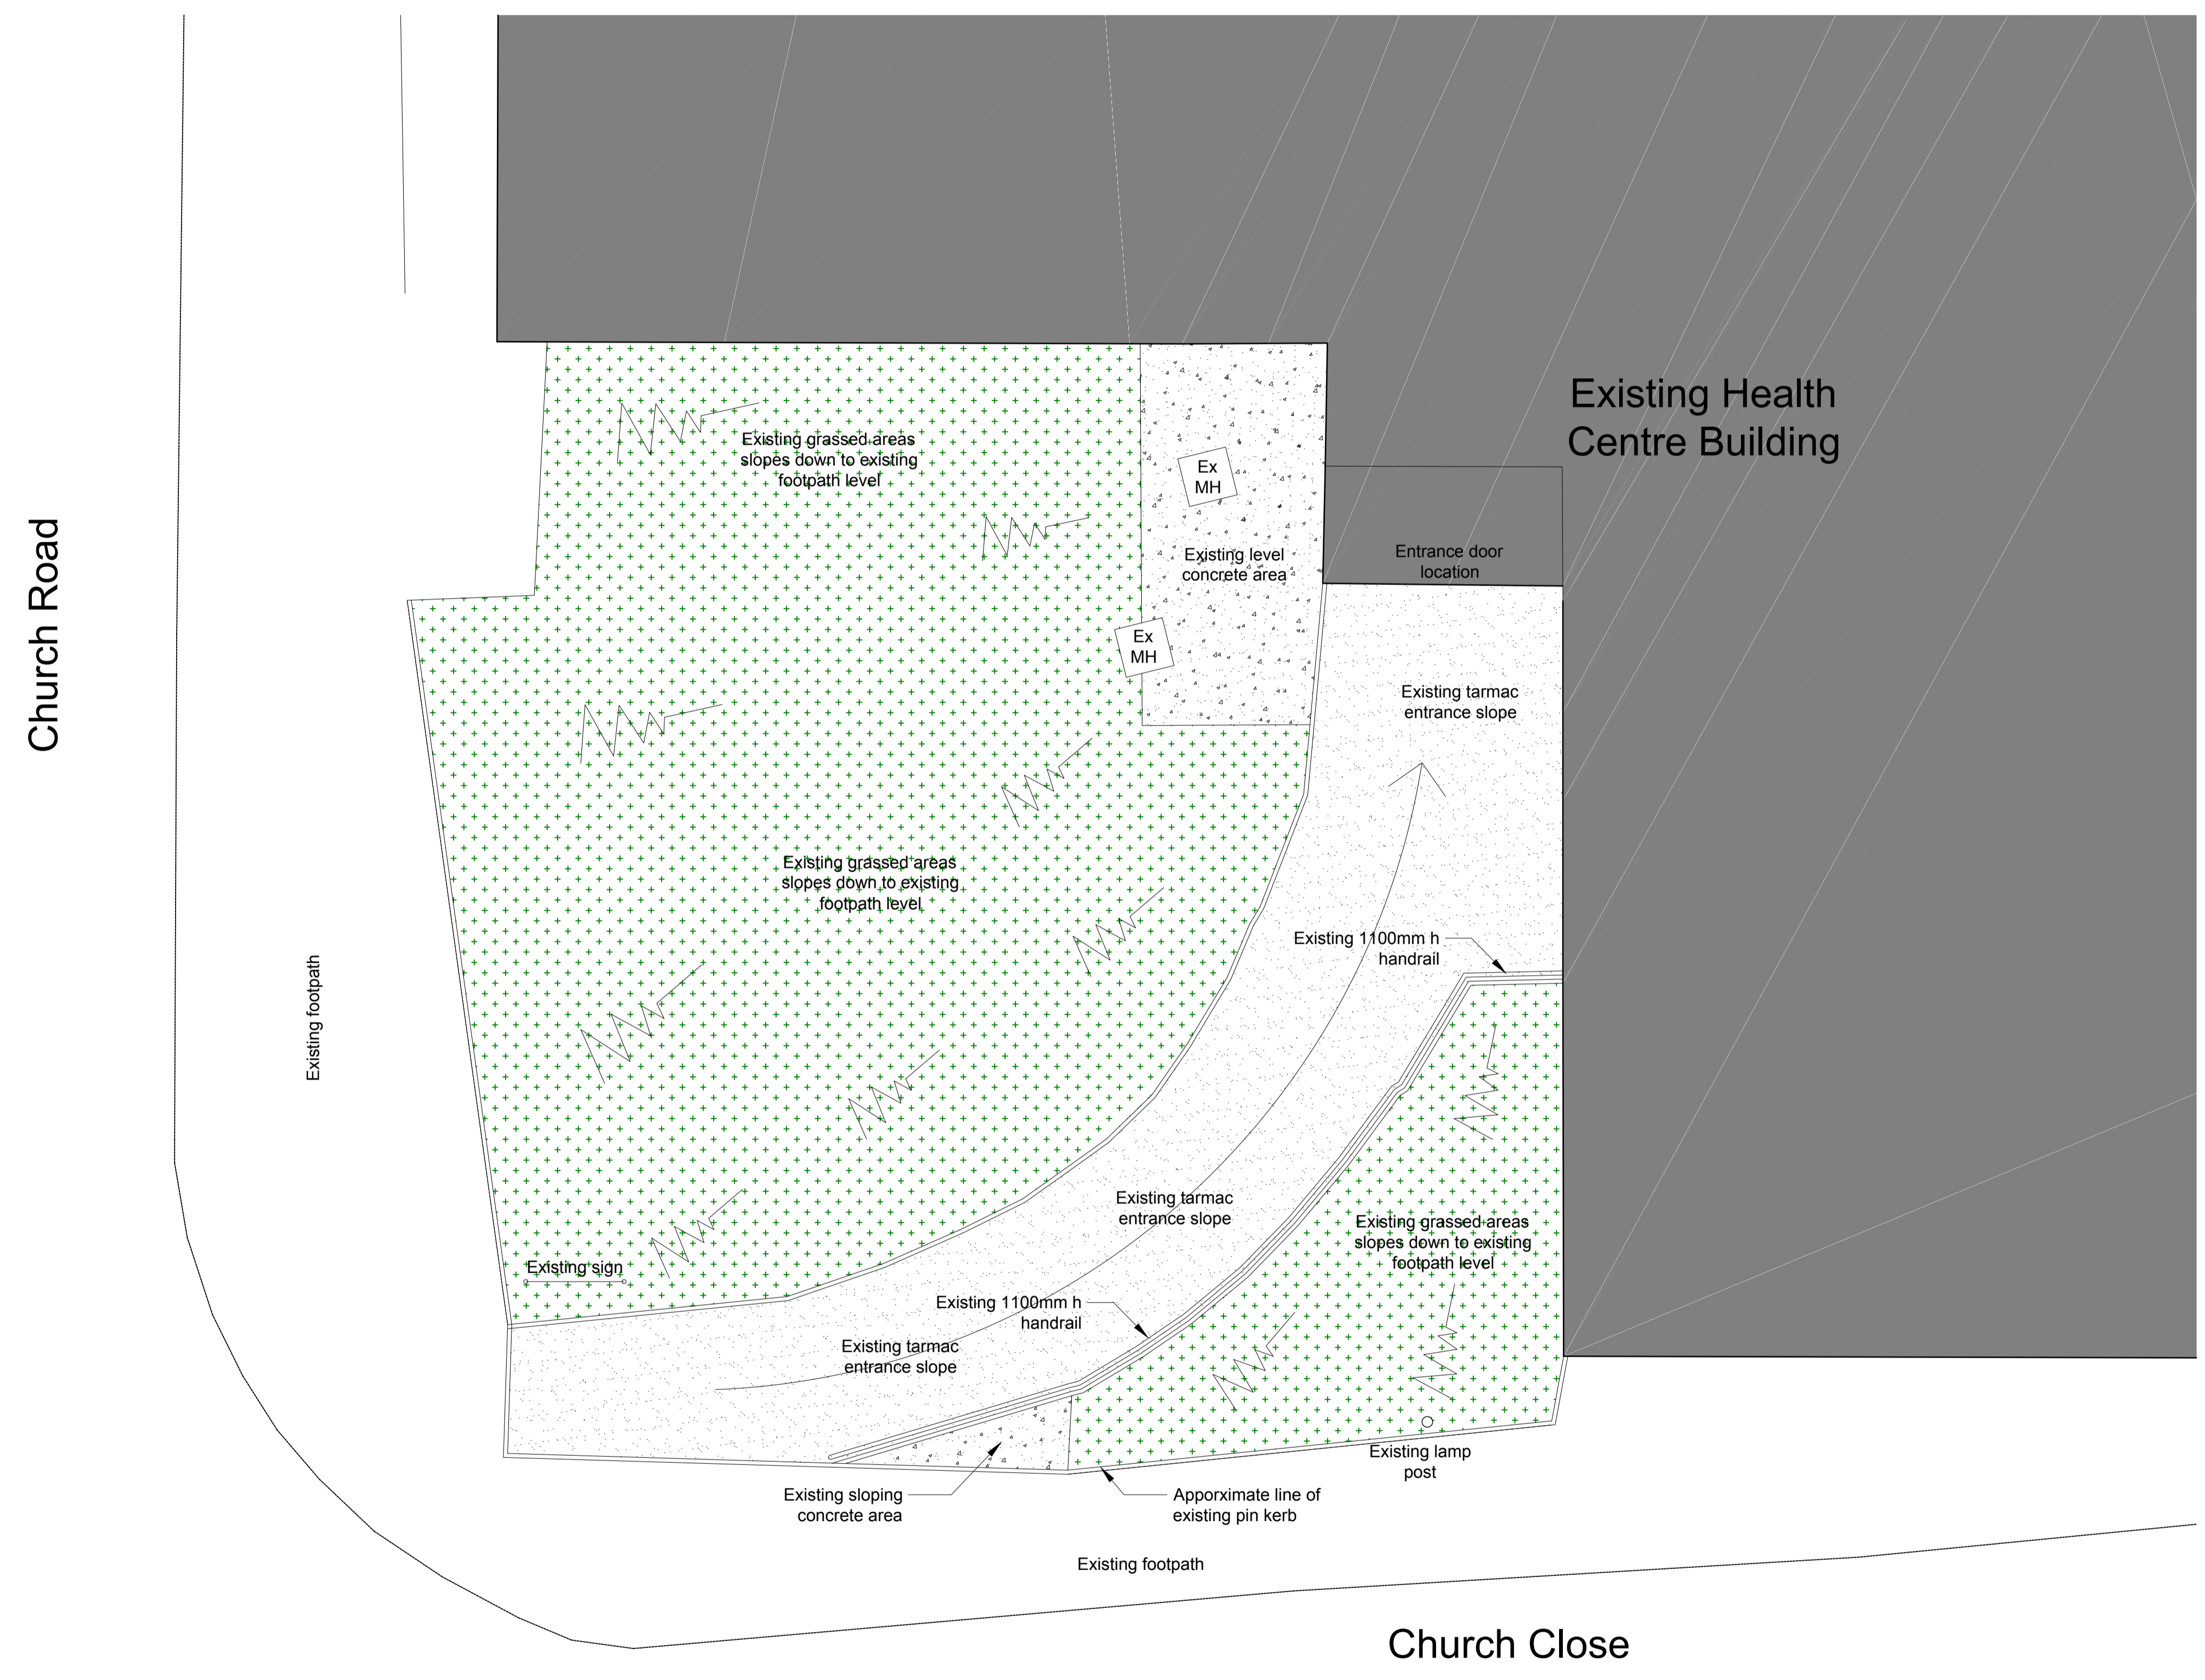 Existing Health
Centre Building
Existing grassed areas
slopes down to existing
footpath level
Ex
MH
Existing level
concrete area
Entrance door
location
Church Road
Ex
MH
Existing tarmac
entrance slope
Existing grassed areas
slopes down to existing
footpath level
Existing 1100mm h
handrail
Existing footpath
Existing tarmac
entrance slope
Existing grassed areas
slopes down to existing
footpath level
Existing sign
Existing 1100mm h
handrail
Existing tarmac
entrance slope
Existing lamp
post
Existing sloping
concrete area
Apporximate line of
existing pin kerb
Existing footpath
Church Close